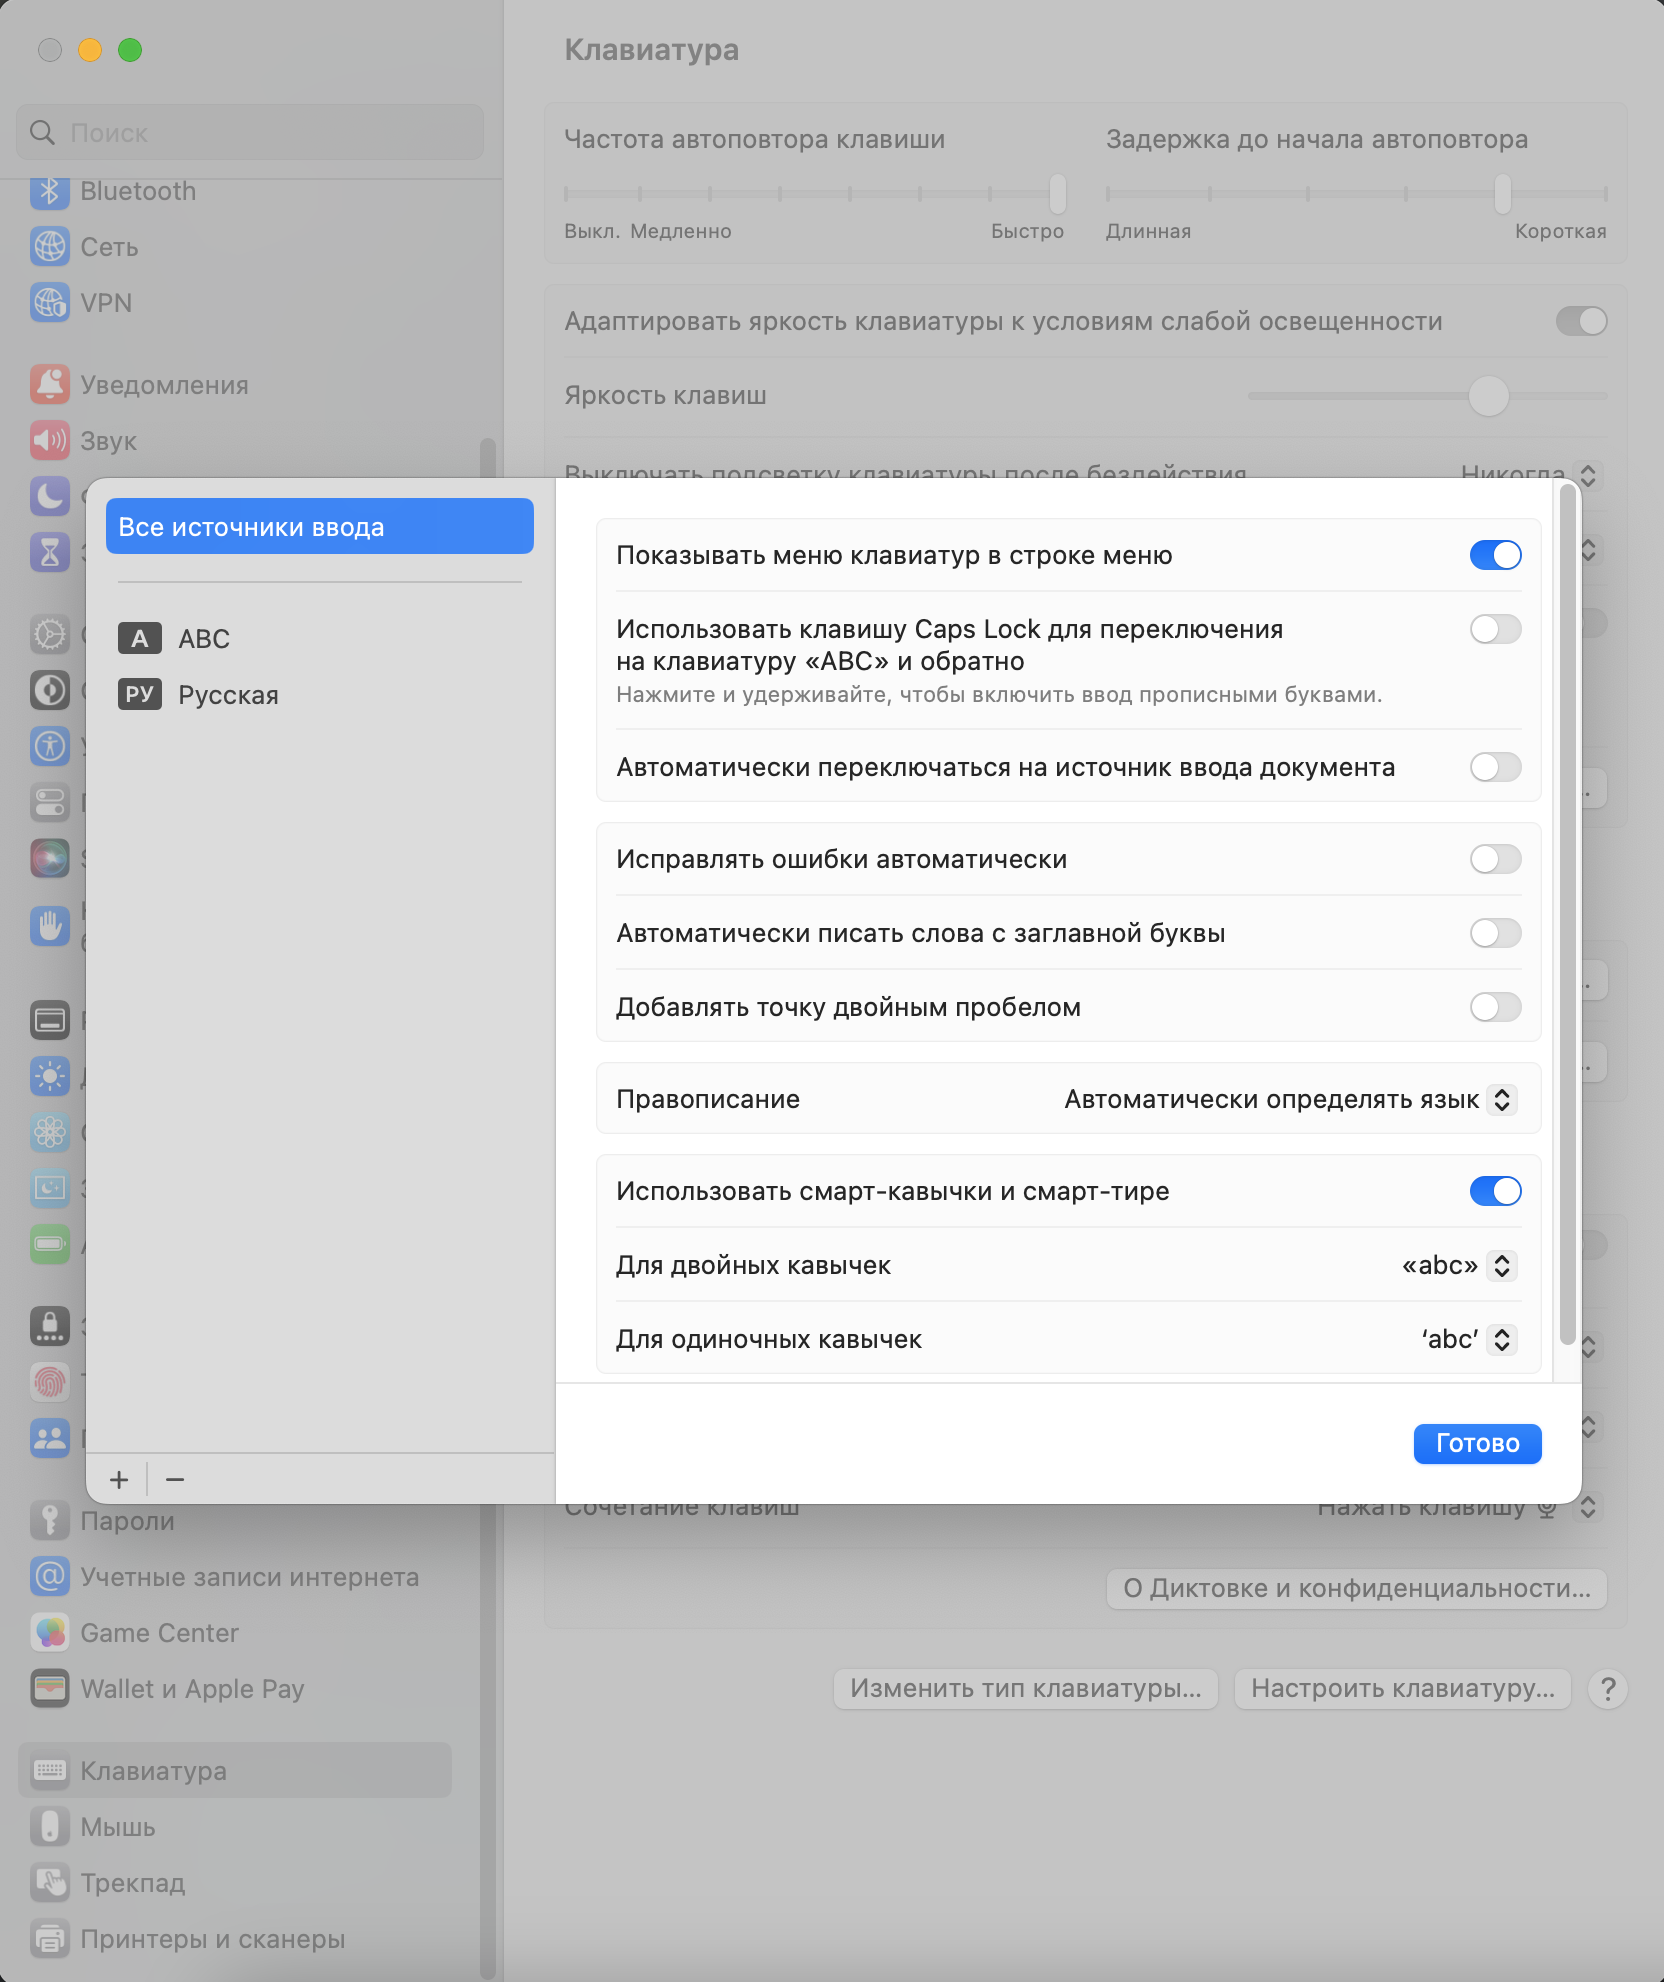 Клавиатура
Поиск
Bluetooth
Сеть
VPN
Уведомления
Звук
Частота автоповтора клавиши
Выкл. Медленно Быстро
Задержка до начала автоповтора
Длинная Короткая
Адаптировать яркость клавиатуры к условиям слабой освещенности
Яркость клавиш
Выключать подсветку клавиатуры после бездействия Никогда
Все источники ввода
A ABC
РУ Русская
Показывать меню клавиатур в строке меню
Использовать клавишу Caps Lock для переключения
на клавиатуру «ABC» и обратно
Нажмите и удерживайте, чтобы включить ввод прописными буквами.
Автоматически переключаться на источник ввода документа
Исправлять ошибки автоматически
Автоматически писать слова с заглавной буквы
Добавлять точку двойным пробелом
Правописание Автоматически определять язык
Использовать смарт-кавычки и смарт-тире
Для двойных кавычек «abc»
Для одиночных кавычек ‘abc’
+ −
Готово
Сочетание клавиш Нажать клавишу
О Диктовке и конфиденциальности...
Изменить тип клавиатуры... Настроить клавиатуру... ?
Пароли
Учетные записи интернета
Game Center
Wallet и Apple Pay
Клавиатура
Мышь
Трекпад
Принтеры и сканеры